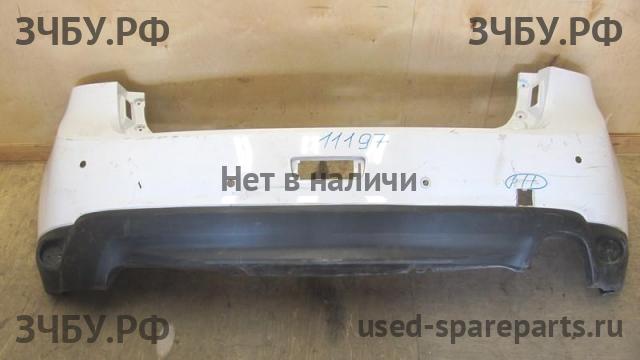 ЗЧБУ.РФ ЗЧБУ.РФ
11197
Нет в наличи
ЗЧБУ.РФ used-spareparts.ru